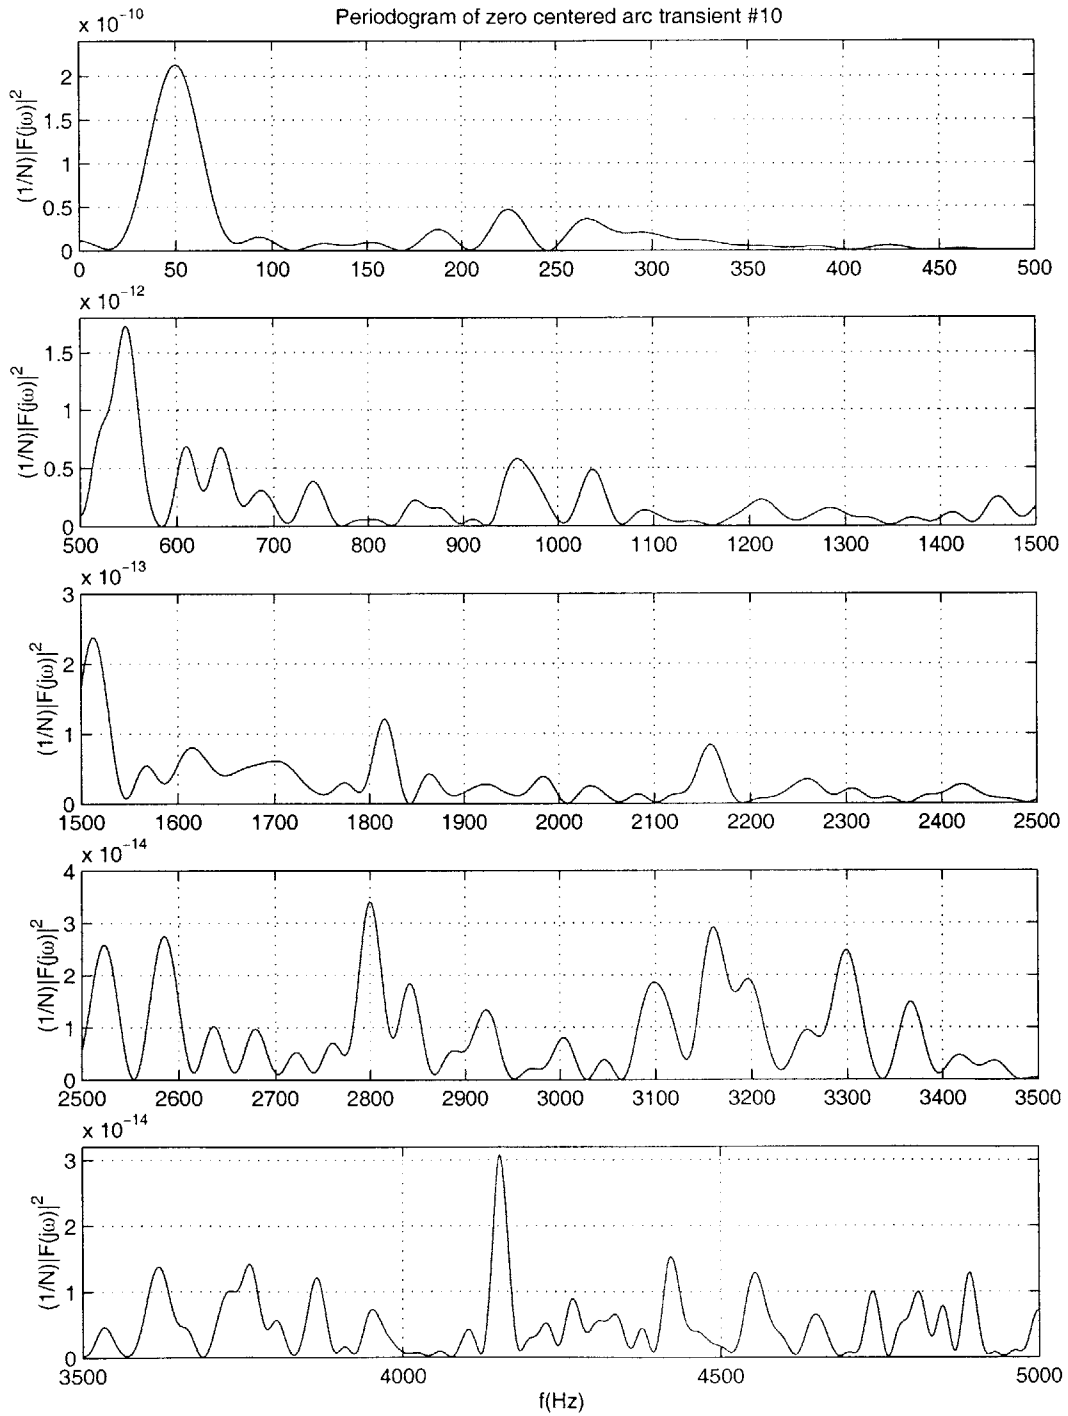 Periodogram of zero centered arc transient #10
x 10⁻¹⁰
(1/N)|F(jω)|²
2
1.5
1
0.5
0
0 50 100 150 200 250 300 350 400 450 500
x 10⁻¹²
(1/N)|F(jω)|²
1.5
1
0.5
0
500 600 700 800 900 1000 1100 1200 1300 1400 1500
x 10⁻¹³
(1/N)|F(jω)|²
3
2
1
0
1500 1600 1700 1800 1900 2000 2100 2200 2300 2400 2500
x 10⁻¹⁴
(1/N)|F(jω)|²
4
3
2
1
0
2500 2600 2700 2800 2900 3000 3100 3200 3300 3400 3500
x 10⁻¹⁴
(1/N)|F(jω)|²
3
2
1
0
3500 4000 4500 5000
f(Hz)